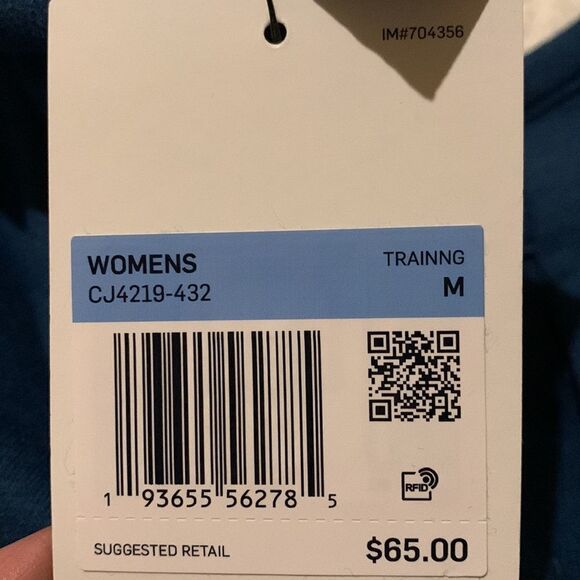 IM#704356
WOMENS TRAINNG
CJ4219-432 M
1 93655 56278 5
RFID
SUGGESTED RETAIL $65.00